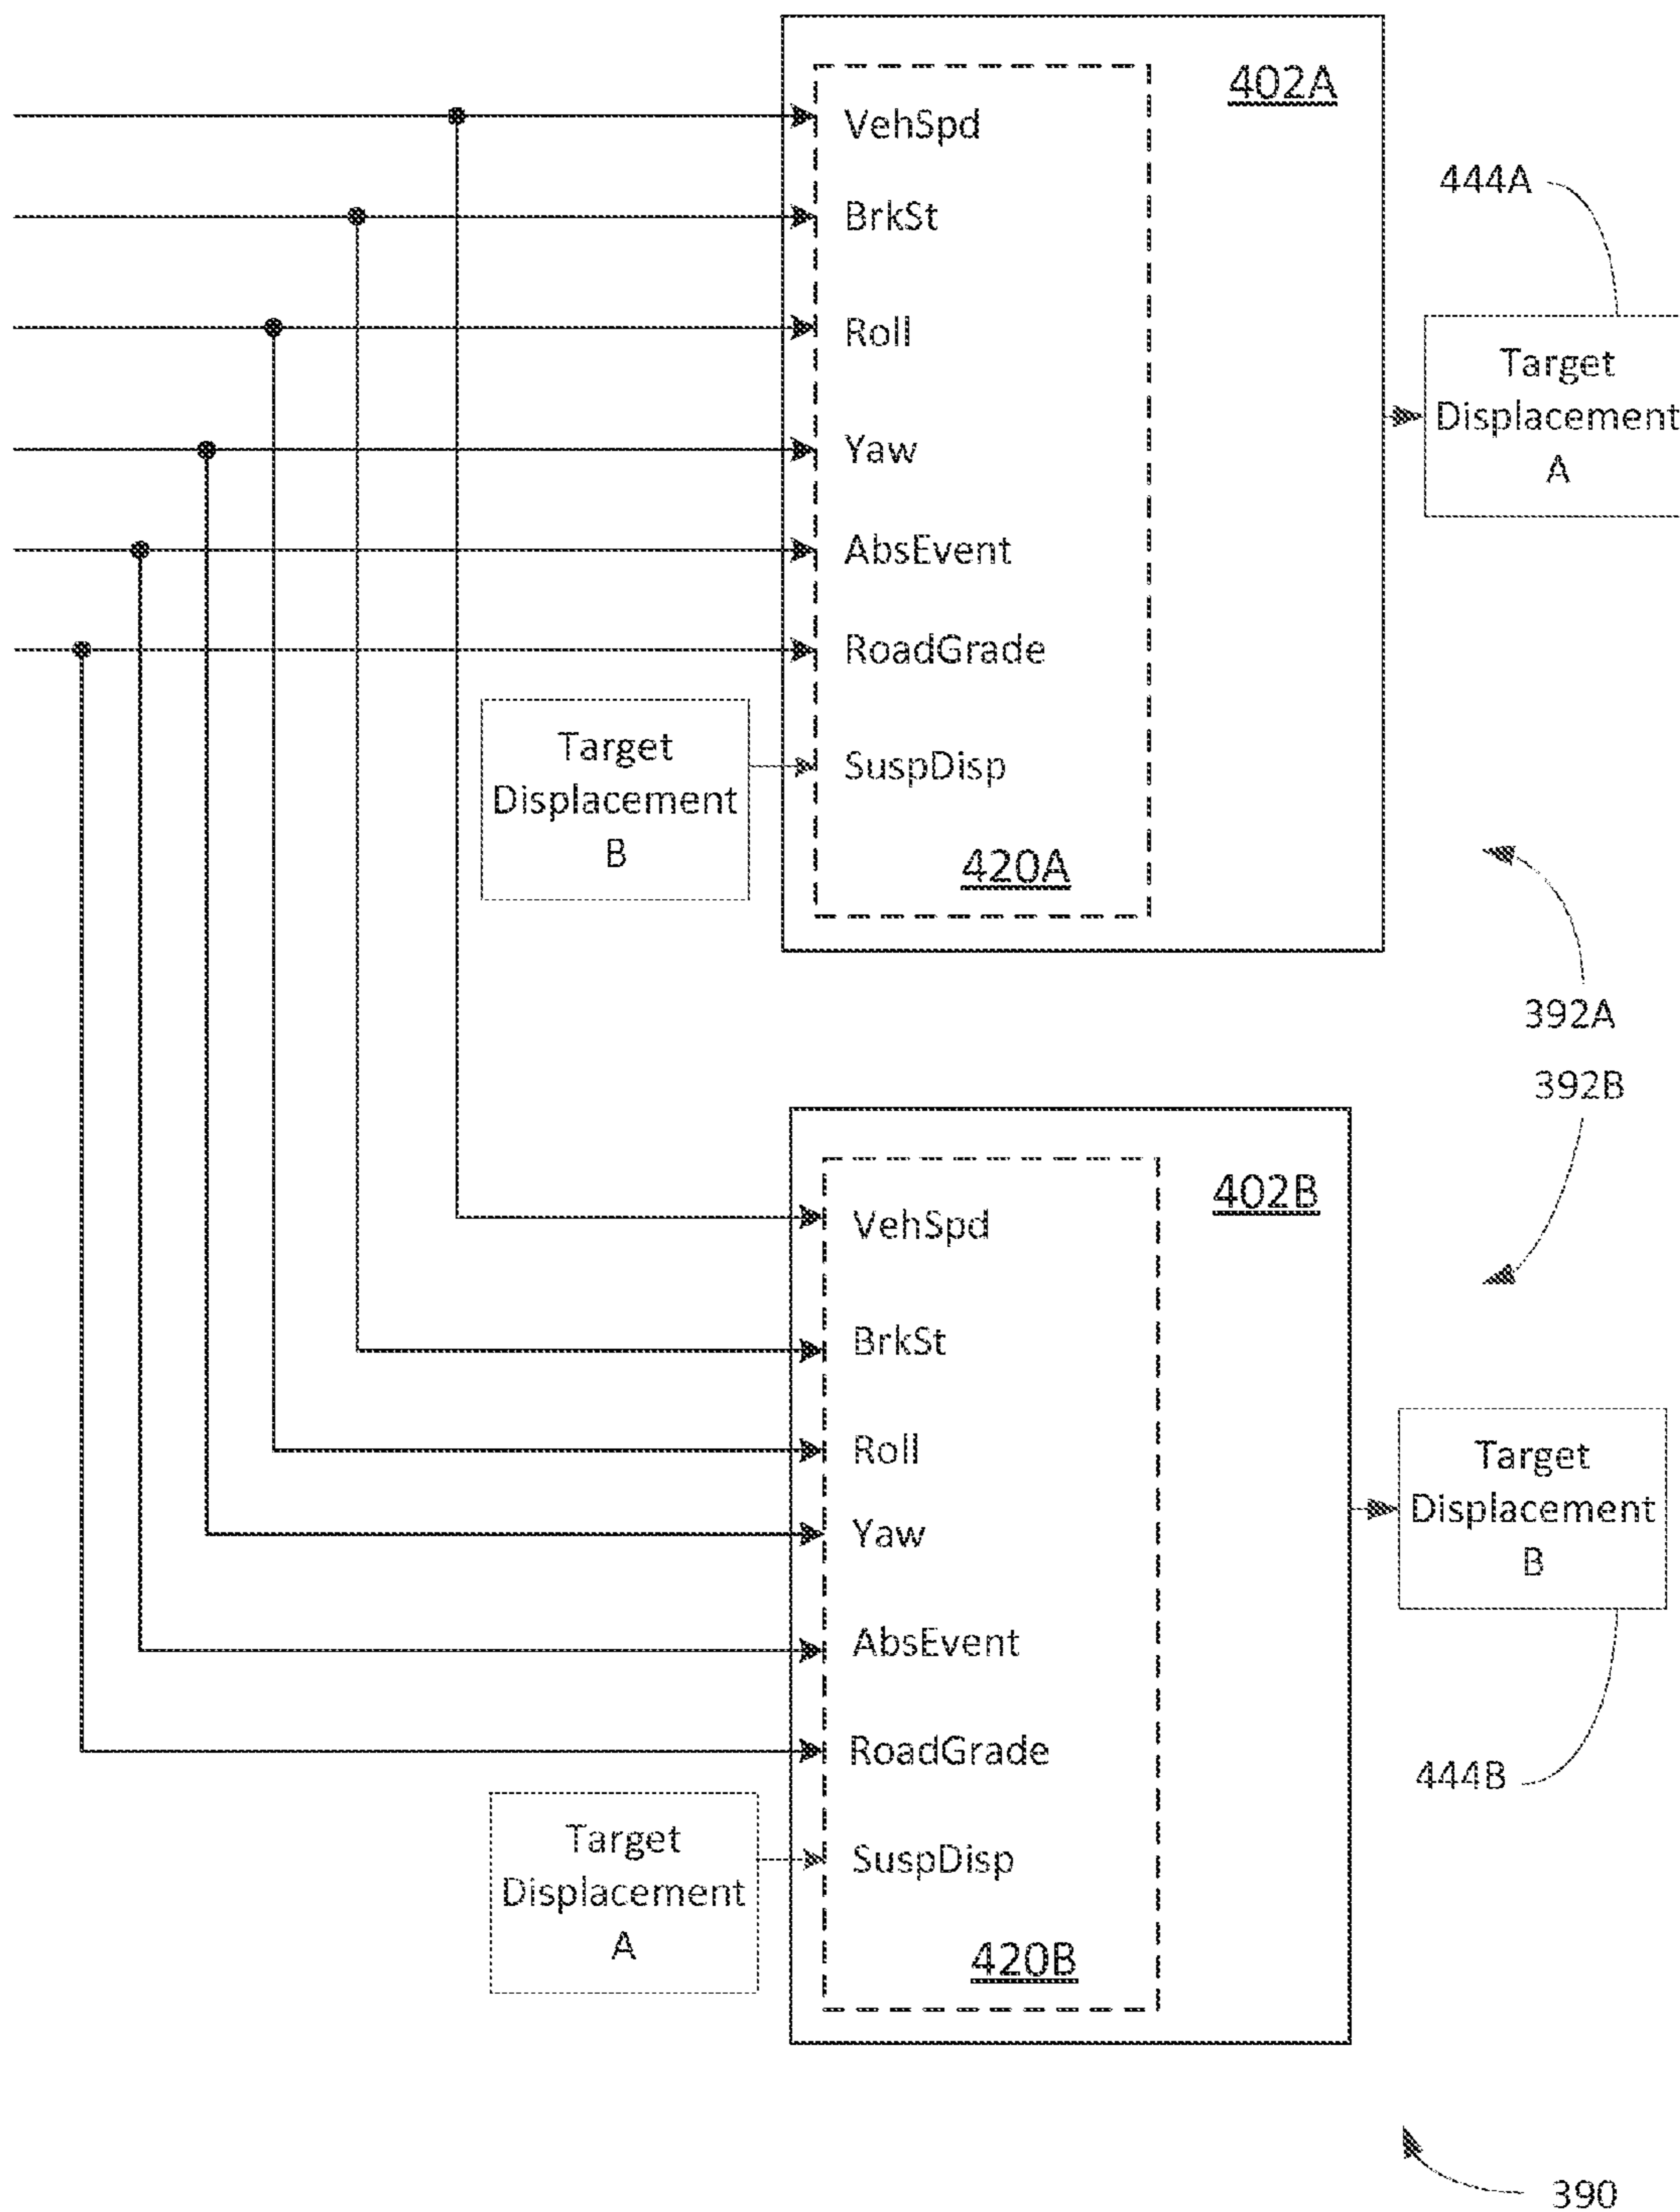 402A
VehSpd
444A
BrkSt
Roll
Target
Displacement
A
Yaw
AbsEvent
RoadGrade
Target
Displacement
B
SuspDisp
420A
392A
392B
402B
VehSpd
BrkSt
Roll
Target
Displacement
B
Yaw
AbsEvent
RoadGrade
444B
Target
Displacement
A
SuspDisp
420B
390